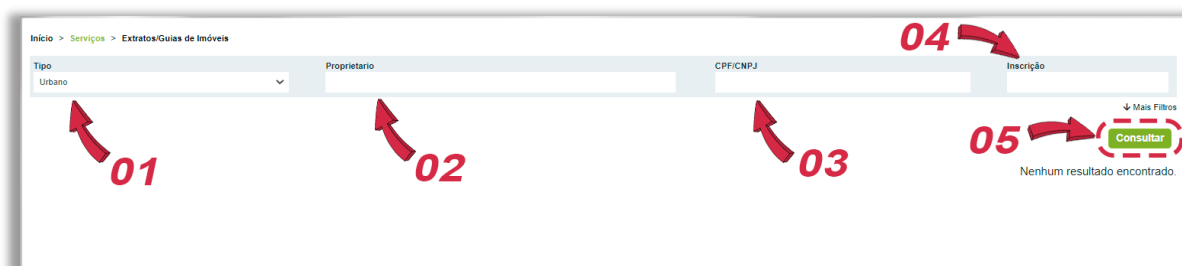 04
Início > Serviços > Extratos/Guias de Imóveis
Tipo Proprietario CPF/CNPJ Inscrição
Urbano
Mais Filtros
05 Consultar
01 02 03
Nenhum resultado encontrado.